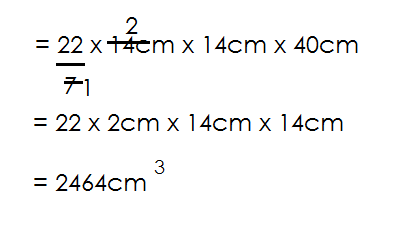 2
= 22 x 14cm x 14cm x 40cm
7 1
= 22 x 2cm x 14cm x 14cm
= 2464cm 3